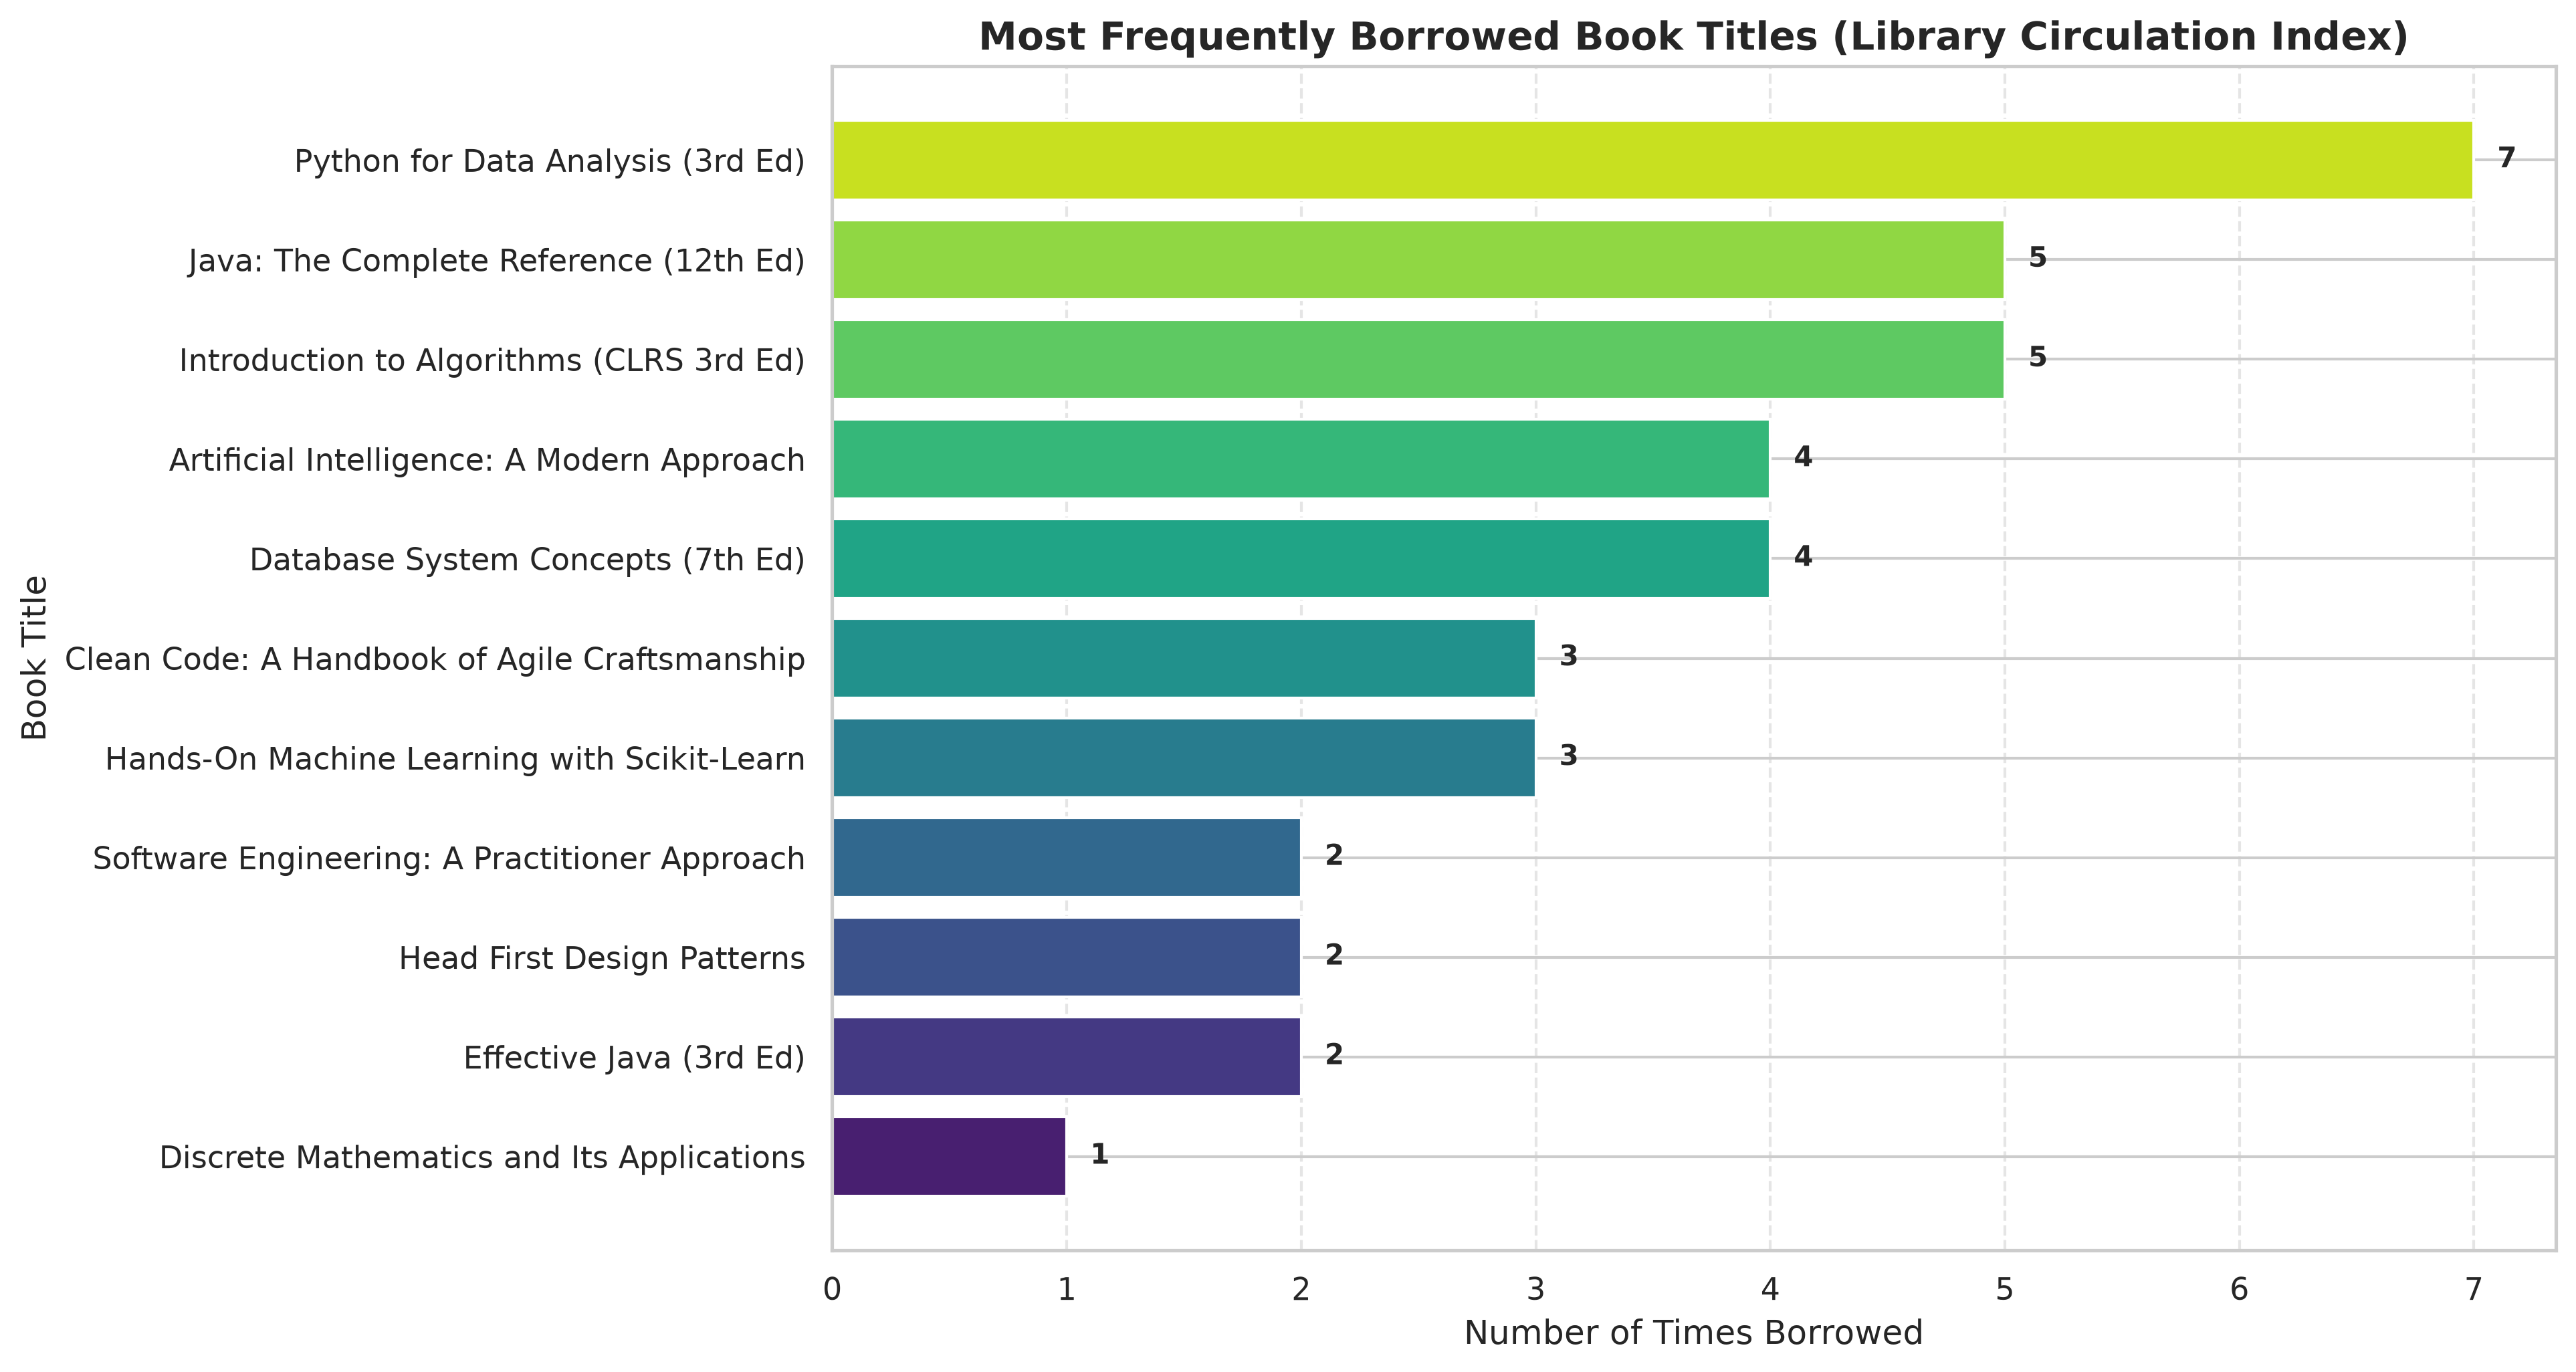 Most Frequently Borrowed Book Titles (Library Circulation Index)
Book Title
Python for Data Analysis (3rd Ed) 7
Java: The Complete Reference (12th Ed) 5
Introduction to Algorithms (CLRS 3rd Ed) 5
Artificial Intelligence: A Modern Approach 4
Database System Concepts (7th Ed) 4
Clean Code: A Handbook of Agile Craftsmanship 3
Hands-On Machine Learning with Scikit-Learn 3
Software Engineering: A Practitioner Approach 2
Head First Design Patterns 2
Effective Java (3rd Ed) 2
Discrete Mathematics and Its Applications 1
0 1 2 3 4 5 6 7
Number of Times Borrowed